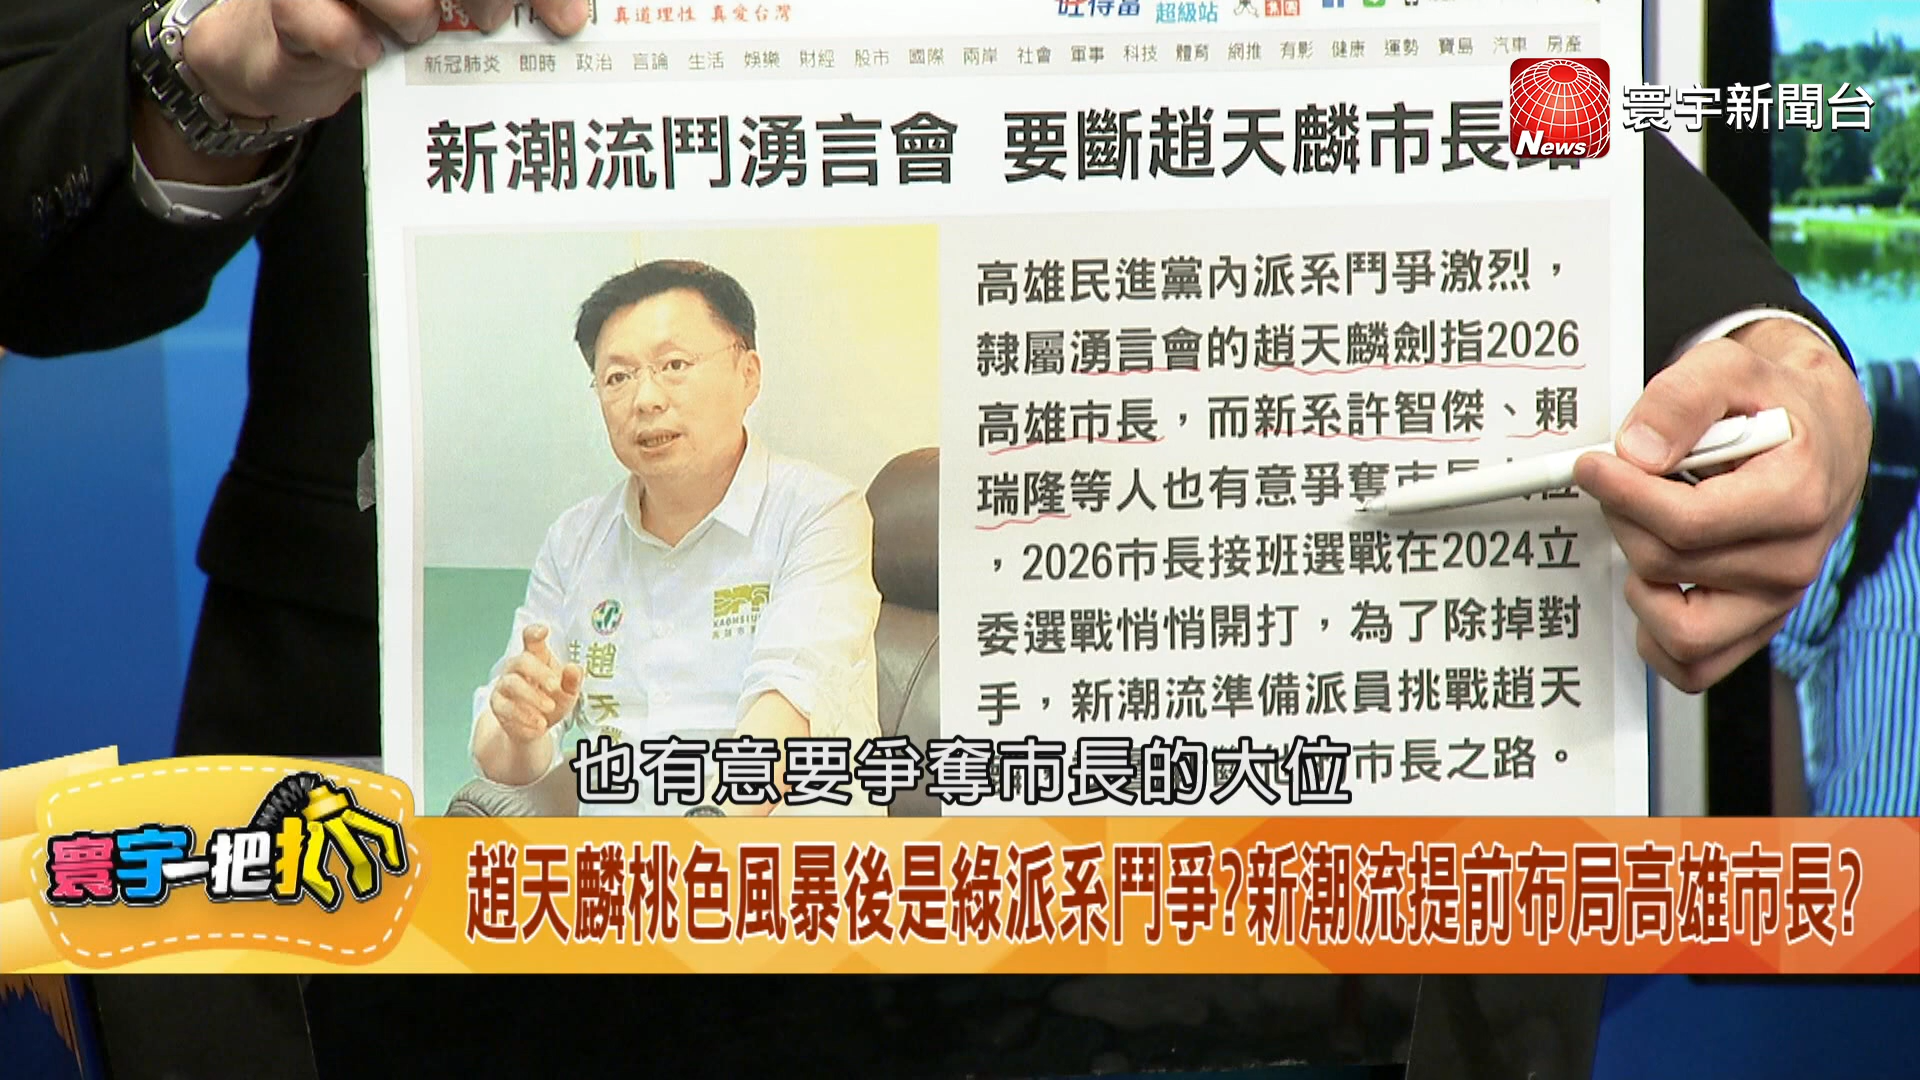 真道理性 真愛台灣
旺得富 超級站
新冠肺炎 即時 政治 言論 生活 娛樂 財經 股市 國際 兩岸 社會 軍事 科技 體育 網推 有影 健康 運勢 寶島 汽車 房產
寰宇新聞台
News
新潮流鬥湧言會 要斷趙天麟市長
高雄民進黨內派系鬥爭激烈，
隸屬湧言會的趙天麟劍指2026
高雄市長，而新系許智傑、賴
瑞隆等人也有意爭奪市長
，2026市長接班選戰在2024立
委選戰悄悄開打，為了除掉對
手，新潮流準備派員挑戰趙天
市長之路。
趙天
也有意要爭奪市長的大位
寰宇一把抓
趙天麟桃色風暴後是綠派系鬥爭?新潮流提前布局高雄市長?